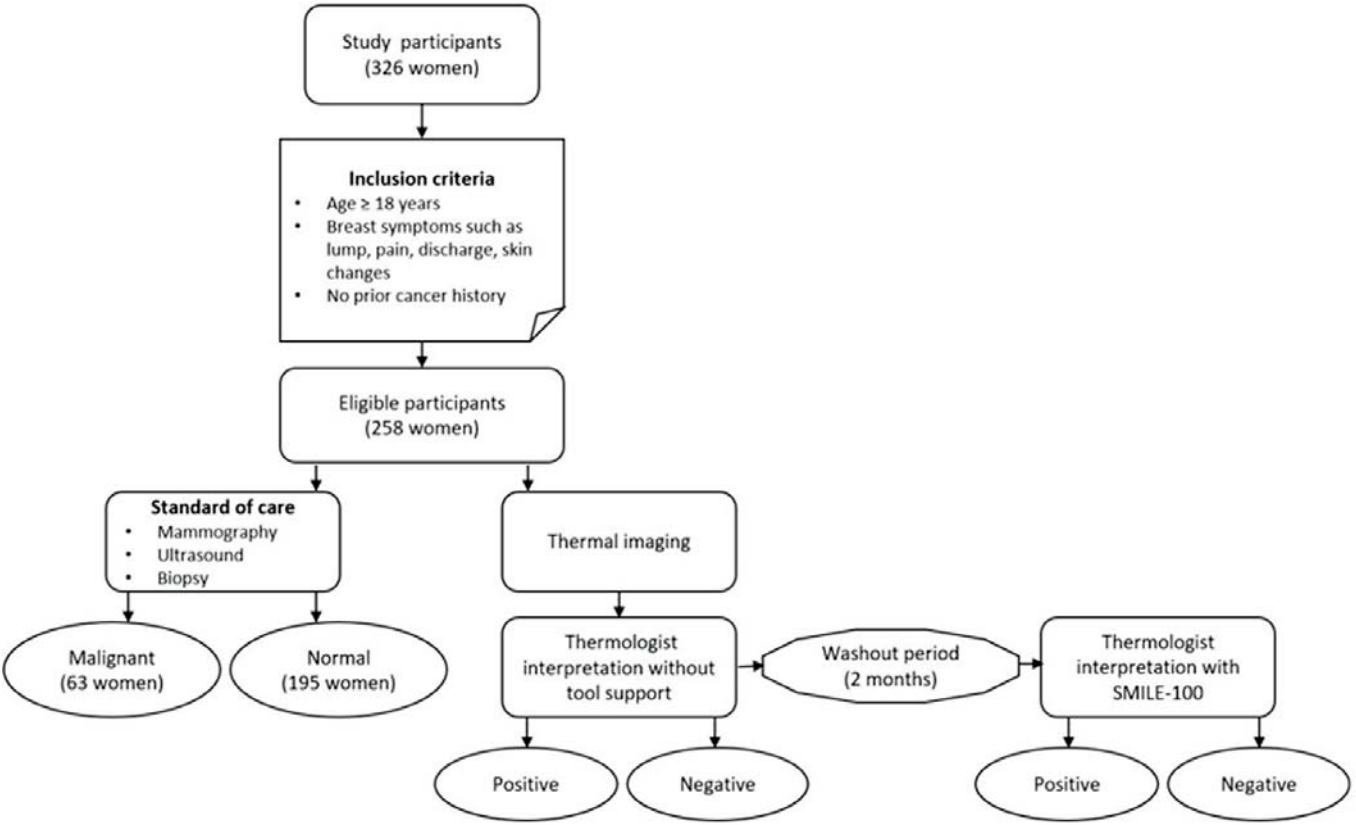 Study participants
(326 women)
Inclusion criteria
• Age ≥ 18 years
• Breast symptoms such as
lump, pain, discharge, skin
changes
• No prior cancer history
Eligible participants
(258 women)
Standard of care
• Mammography
• Ultrasound
• Biopsy
Thermal imaging
Malignant
(63 women)
Normal
(195 women)
Thermologist
interpretation without
tool support
Washout period
(2 months)
Thermologist
interpretation with
SMILE-100
Positive
Negative
Positive
Negative